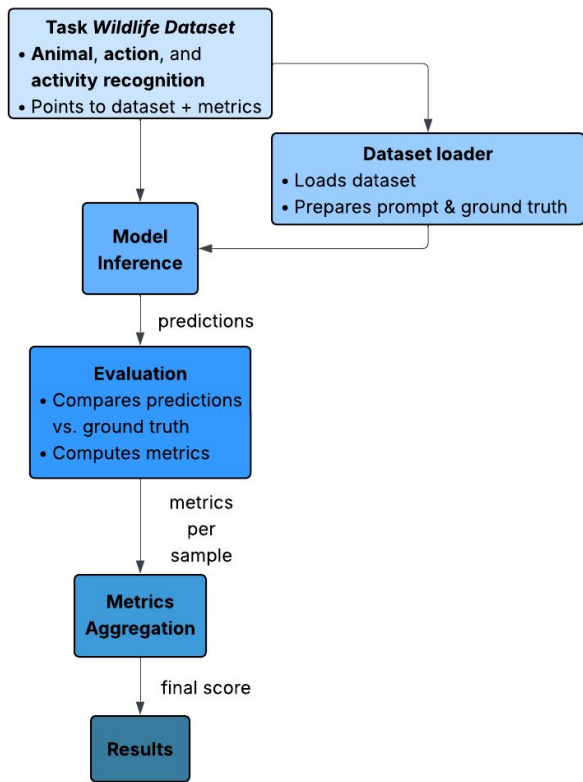 Task Wildlife Dataset
• Animal, action, and
activity recognition
• Points to dataset + metrics
Dataset loader
• Loads dataset
• Prepares prompt & ground truth
Model
Inference
predictions
Evaluation
• Compares predictions
vs. ground truth
• Computes metrics
metrics
per
sample
Metrics
Aggregation
final score
Results